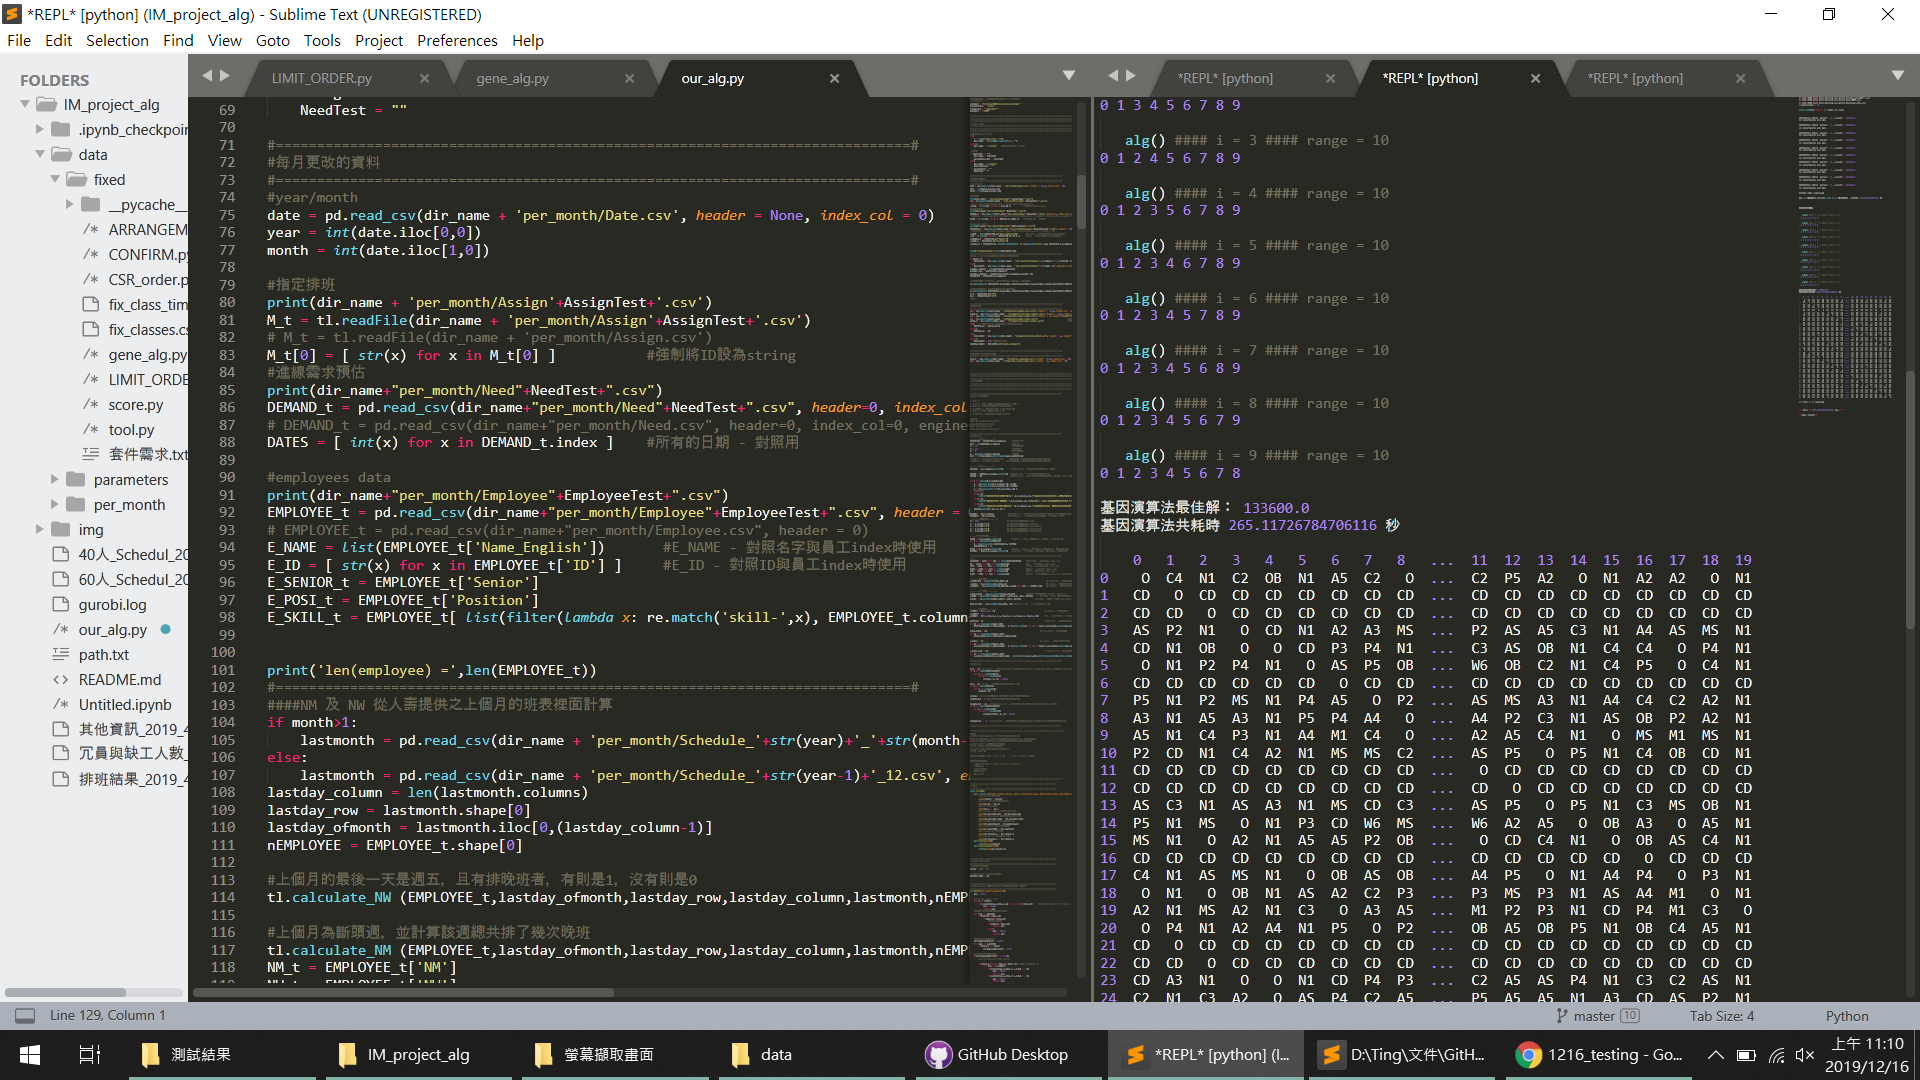 *REPL* [python] (IM_project_alg) - Sublime Text (UNREGISTERED)
File Edit Selection Find View Goto Tools Project Preferences Help
FOLDERS
IM_project_alg
.ipynb_checkpoir
data
fixed
__pycache__
ARRANGEM
CONFIRM.py
CSR_order.p
fix_class_tim
fix_classes.cs
gene_alg.py
LIMIT_ORDE
score.py
tool.py
套件需求.txt
parameters
per_month
img
40人_Schedul_20
60人_Schedul_20
gurobi.log
our_alg.py
path.txt
README.md
Untitled.ipynb
其他資訊_2019_4
冗員與缺工人數_
排班結果_2019_4
LIMIT_ORDER.py gene_alg.py our_alg.py
69 NeedTest = ""
70
71 #=============================================================================#
72 #每月更改的資料
73 #=============================================================================#
74 #year/month
75 date = pd.read_csv(dir_name + 'per_month/Date.csv', header = None, index_col = 0)
76 year = int(date.iloc[0,0])
77 month = int(date.iloc[1,0])
78
79 #指定排班
80 print(dir_name + 'per_month/Assign'+AssignTest+'.csv')
81 M_t = tl.readFile(dir_name + 'per_month/Assign'+AssignTest+'.csv')
82 # M_t = tl.readFile(dir_name + 'per_month/Assign.csv')
83 M_t[0] = [ str(x) for x in M_t[0] ] #強制將ID設為string
84 #進線需求預估
85 print(dir_name+"per_month/Need"+NeedTest+".csv")
86 DEMAND_t = pd.read_csv(dir_name+"per_month/Need"+NeedTest+".csv", header=0, index_col
87 # DEMAND_t = pd.read_csv(dir_name+"per_month/Need.csv", header=0, index_col=0, engine
88 DATES = [ int(x) for x in DEMAND_t.index ] #所有的日期 - 對照用
89
90 #employees data
91 print(dir_name+"per_month/Employee"+EmployeeTest+".csv")
92 EMPLOYEE_t = pd.read_csv(dir_name+"per_month/Employee"+EmployeeTest+".csv", header =
93 # EMPLOYEE_t = pd.read_csv(dir_name+"per_month/Employee.csv", header = 0)
94 E_NAME = list(EMPLOYEE_t['Name_English']) #E_NAME - 對照名字與員工index時使用
95 E_ID = [ str(x) for x in EMPLOYEE_t['ID'] ] #E_ID - 對照ID與員工index時使用
96 E_SENIOR_t = EMPLOYEE_t['Senior']
97 E_POSI_t = EMPLOYEE_t['Position']
98 E_SKILL_t = EMPLOYEE_t[ list(filter(lambda x: re.match('skill-',x), EMPLOYEE_t.column
99
100
101 print('len(employee) =',len(EMPLOYEE_t))
102 #=============================================================================#
103 ####NM 及 NW 從人壽提供之上個月的班表裡面計算
104 if month>1:
105 lastmonth = pd.read_csv(dir_name + 'per_month/Schedule_'+str(year)+'_'+str(month-
106 else:
107 lastmonth = pd.read_csv(dir_name + 'per_month/Schedule_'+str(year-1)+'_12.csv', e
108 lastday_column = len(lastmonth.columns)
109 lastday_row = lastmonth.shape[0]
110 lastday_ofmonth = lastmonth.iloc[0,(lastday_column-1)]
111 nEMPLOYEE = EMPLOYEE_t.shape[0]
112
113 #上個月的最後一天是週五, 且有排晚班者, 有則是1, 沒有則是0
114 tl.calculate_NW (EMPLOYEE_t,lastday_ofmonth,lastday_row,lastday_column,lastmonth,nEMP
115
116 #上個月為斷頭週, 並計算該週總共排了幾次晚班
117 tl.calculate_NM (EMPLOYEE_t,lastday_ofmonth,lastday_row,lastday_column,lastmonth,nEMP
118 NM_t = EMPLOYEE_t['NM']
*REPL* [python] *REPL* [python] *REPL* [python]
0 1 3 4 5 6 7 8 9
alg() #### i = 3 #### range = 10
0 1 2 4 5 6 7 8 9
alg() #### i = 4 #### range = 10
0 1 2 3 5 6 7 8 9
alg() #### i = 5 #### range = 10
0 1 2 3 4 6 7 8 9
alg() #### i = 6 #### range = 10
0 1 2 3 4 5 7 8 9
alg() #### i = 7 #### range = 10
0 1 2 3 4 5 6 8 9
alg() #### i = 8 #### range = 10
0 1 2 3 4 5 6 7 9
alg() #### i = 9 #### range = 10
0 1 2 3 4 5 6 7 8
基因演算法最佳解： 133600.0
基因演算法共耗時 265.11726784706116 秒
0 1 2 3 4 5 6 7 8 ... 11 12 13 14 15 16 17 18 19
0 O C4 N1 C2 OB N1 A5 C2 O ... C2 P5 A2 O N1 A2 A2 O N1
1 CD O CD CD CD CD CD CD CD ... CD CD CD CD CD CD CD CD CD
2 CD CD O CD CD CD CD CD CD ... CD CD CD CD CD CD CD CD CD
3 AS P2 N1 O CD N1 A2 A3 MS ... P2 AS A5 C3 N1 A4 AS MS N1
4 CD N1 OB O O CD P3 P4 N1 ... C3 AS OB N1 C4 C4 O P4 N1
5 O N1 P2 P4 N1 O AS P5 OB ... W6 OB C2 N1 C4 P5 O C4 N1
6 CD CD CD CD CD CD O CD CD ... CD CD CD CD CD CD CD CD CD
7 P5 N1 P2 MS N1 P4 A5 O P2 ... AS MS A3 N1 A4 C4 C2 A2 N1
8 A3 N1 A5 A3 N1 P5 P4 A4 O ... A4 P2 C3 N1 AS OB P2 A2 N1
9 A5 N1 C4 P3 N1 A4 M1 C4 O ... A2 A5 C4 N1 O MS M1 MS N1
10 P2 CD N1 C4 A2 N1 MS MS C2 ... AS P5 O P5 N1 C4 OB CD N1
11 CD CD CD CD CD CD CD CD CD ... O CD CD CD CD CD CD CD CD
12 CD CD CD CD CD CD CD CD CD ... CD O CD CD CD CD CD CD CD
13 AS C3 N1 AS A3 N1 MS CD C3 ... AS P5 O P5 N1 C3 MS OB N1
14 P5 N1 MS O N1 P3 CD W6 MS ... W6 A2 A5 O OB A3 O A5 N1
15 MS N1 O A2 N1 A5 A5 P2 OB ... O CD C4 N1 O OB AS C4 N1
16 CD CD CD CD CD CD CD CD CD ... CD CD CD CD CD O CD CD CD
17 C4 N1 AS MS N1 O OB AS OB ... A4 P5 O N1 A4 P4 O P3 N1
18 O N1 O OB N1 AS A2 C2 P3 ... P3 MS P3 N1 AS A4 M1 O N1
19 A2 N1 MS A2 N1 C3 O A3 A5 ... M1 P2 P3 N1 CD P4 M1 C3 O
20 O P4 N1 A2 A4 N1 P5 O P2 ... OB A5 OB P5 N1 OB C4 A5 N1
21 CD O CD CD CD CD CD CD CD ... CD CD CD CD CD CD CD CD CD
22 CD CD O CD CD CD CD CD CD ... CD CD CD CD CD CD CD CD CD
23 CD A3 N1 O O N1 CD P4 P3 ... C2 A5 AS P4 N1 C3 C2 AS N1
24 C2 N1 C3 A2 O AS P4 C2 A5 ... P5 A5 A5 N1 A3 CD AS P2 N1
Line 129, Column 1 master 10 Tab Size: 4 Python
測試結果 IM_project_alg 螢幕擷取畫面 data GitHub Desktop *REPL* [python] (I... D:\Ting\文件\GitH... 1216_testing - Go...
上午 11:10
2019/12/16